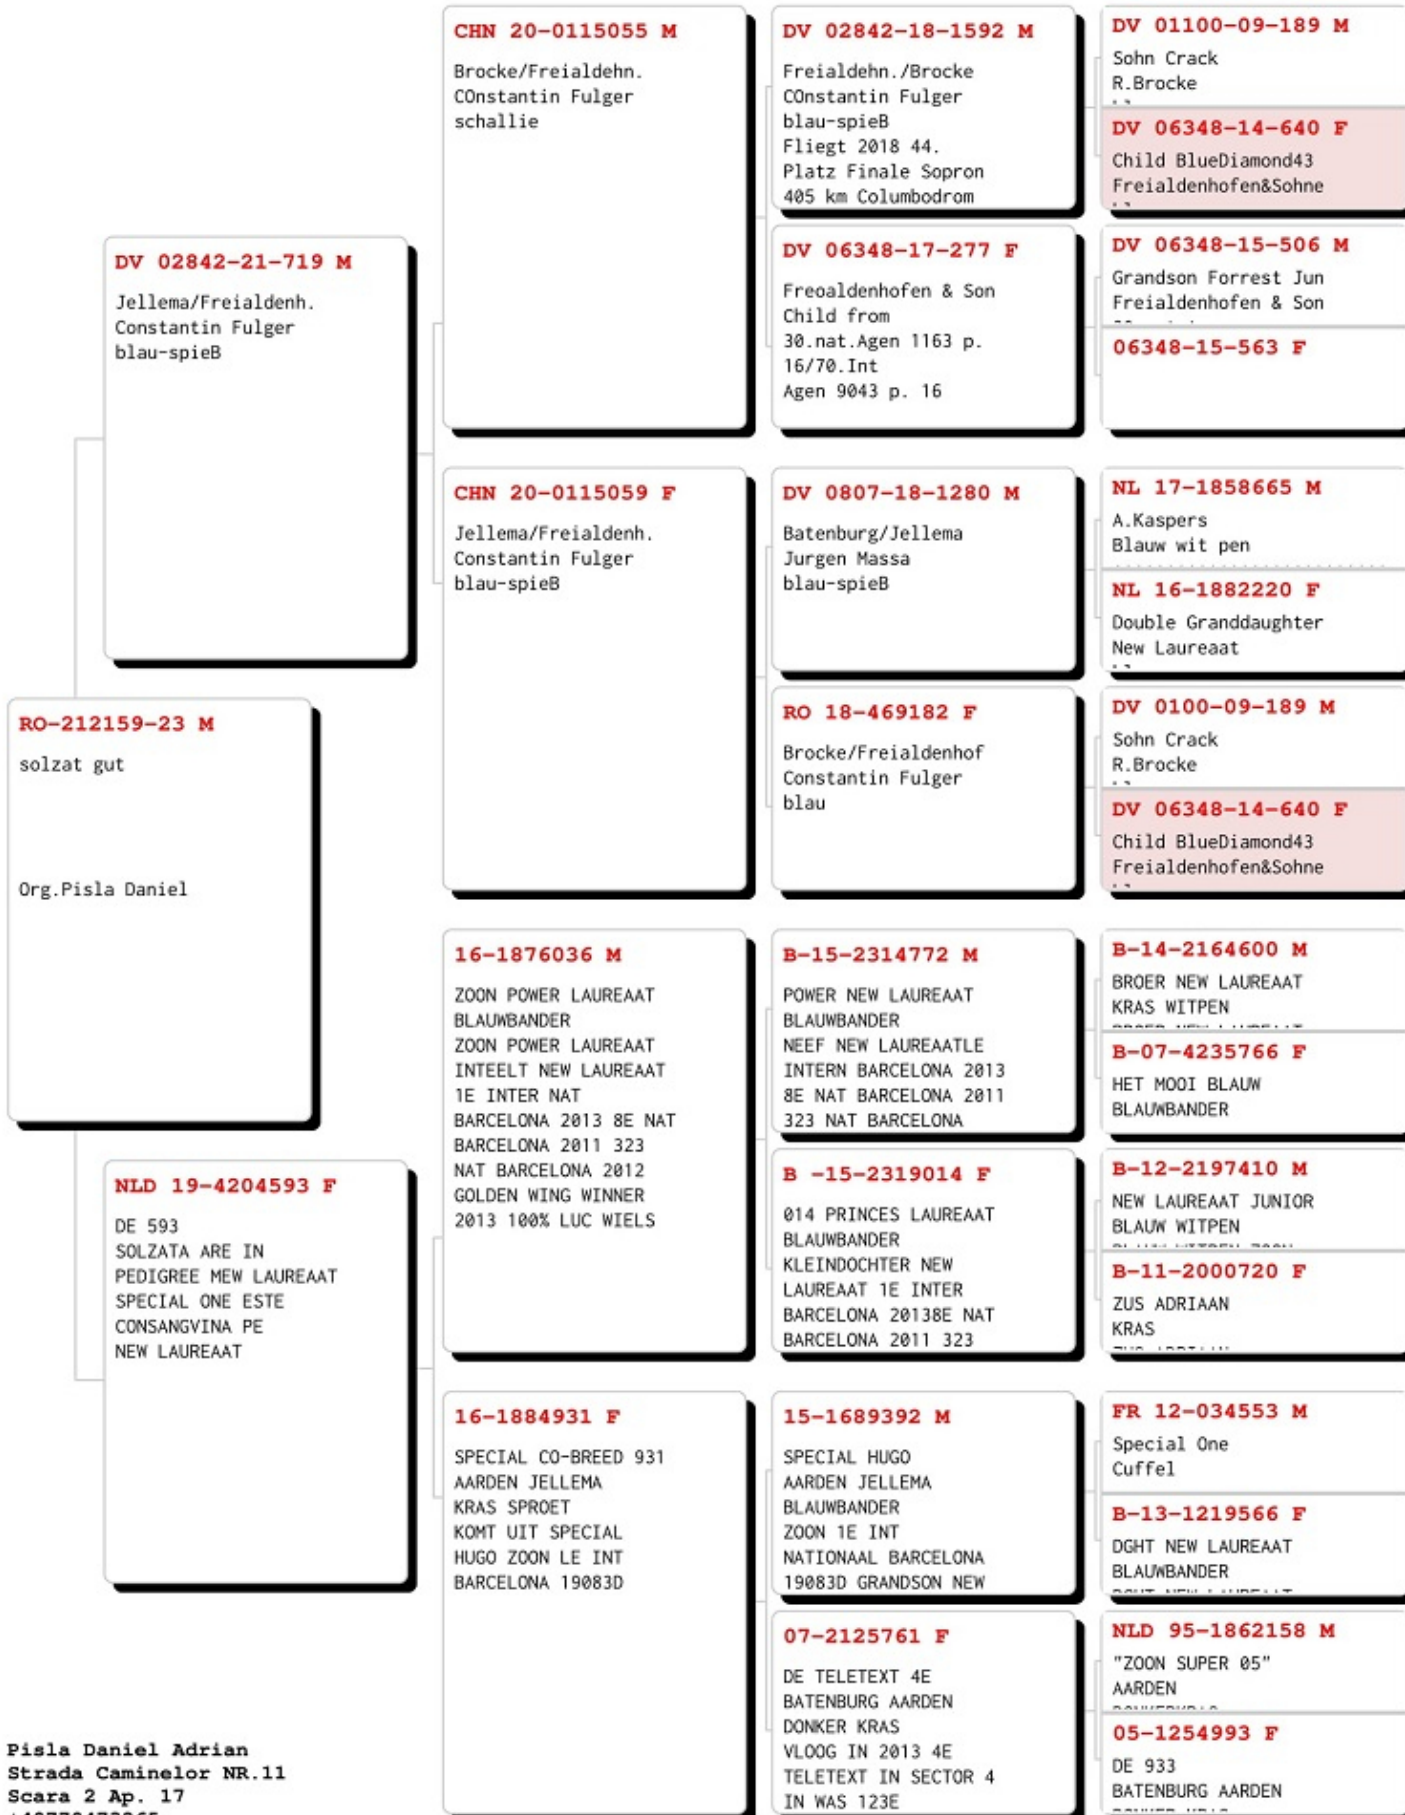 CHN 20-0115055 M
Brocke/Freialdehn.
COnstantin Fulger
schallie
DV 02842-18-1592 M
Freialdehn./Brocke
COnstantin Fulger
blau-spieB
Fliegt 2018 44.
Platz Finale Sopron
405 km Columbodrom
DV 01100-09-189 M
Sohn Crack
R.Brocke
DV 06348-14-640 F
Child BlueDiamond43
Freialdenhofen&Sohne
DV 06348-17-277 F
Freoaldenhofen & Son
Child from
30.nat.Agen 1163 p.
16/70.Int
Agen 9043 p. 16
DV 06348-15-506 M
Grandson Forrest Jun
Freialdenhofen & Son
06348-15-563 F
DV 02842-21-719 M
Jellema/Freialdenh.
Constantin Fulger
blau-spieB
CHN 20-0115059 F
Jellema/Freialdenh.
Constantin Fulger
blau-spieB
DV 0807-18-1280 M
Batenburg/Jellema
Jurgen Massa
blau-spieB
NL 17-1858665 M
A.Kaspers
Blauw wit pen
NL 16-1882220 F
Double Granddaughter
New Laureaat
RO 18-469182 F
Brocke/Freialdenhof
Constantin Fulger
blau
DV 0100-09-189 M
Sohn Crack
R.Brocke
DV 06348-14-640 F
Child BlueDiamond43
Freialdenhofen&Sohne
RO-212159-23 M
solzat gut
Org.Pisla Daniel
16-1876036 M
ZOON POWER LAUREAAT
BLAUWBANDER
ZOON POWER LAUREAAT
INTEELT NEW LAUREAAT
1E INTER NAT
BARCELONA 2013 8E NAT
BARCELONA 2011 323
NAT BARCELONA 2012
GOLDEN WING WINNER
2013 100% LUC WIELS
B-15-2314772 M
POWER NEW LAUREAAT
BLAUWBANDER
NEEF NEW LAUREAATLE
INTERN BARCELONA 2013
8E NAT BARCELONA 2011
323 NAT BARCELONA
B-14-2164600 M
BROER NEW LAUREAAT
KRAS WITPEN
B-07-4235766 F
HET MOOI BLAUW
BLAUWBANDER
B -15-2319014 F
014 PRINCES LAUREAAT
BLAUWBANDER
KLEINDOCHTER NEW
LAUREAAT 1E INTER
BARCELONA 20138E NAT
BARCELONA 2011 323
B-12-2197410 M
NEW LAUREAAT JUNIOR
BLAUW WITPEN
B-11-2000720 F
ZUS ADRIAAN
KRAS
NLD 19-4204593 F
DE 593
SOLZATA ARE IN
PEDIGREE MEW LAUREAAT
SPECIAL ONE ESTE
CONSANGVINA PE
NEW LAUREAAT
16-1884931 F
SPECIAL CO-BREED 931
AARDEN JELLEMA
KRAS SPROET
KOMT UIT SPECIAL
HUGO ZOON LE INT
BARCELONA 19083D
15-1689392 M
SPECIAL HUGO
AARDEN JELLEMA
BLAUWBANDER
ZOON 1E INT
NATIONAAL BARCELONA
19083D GRANDSON NEW
FR 12-034553 M
Special One
Cuffel
B-13-1219566 F
DGHT NEW LAUREAAT
BLAUWBANDER
07-2125761 F
DE TELETEXT 4E
BATENBURG AARDEN
DONKER KRAS
VLOOG IN 2013 4E
TELETEXT IN SECTOR 4
IN WAS 123E
NLD 95-1862158 M
"ZOON SUPER 05"
AARDEN
05-1254993 F
DE 933
BATENBURG AARDEN
Pisla Daniel Adrian
Strada Caminelor NR.11
Scara 2 Ap. 17